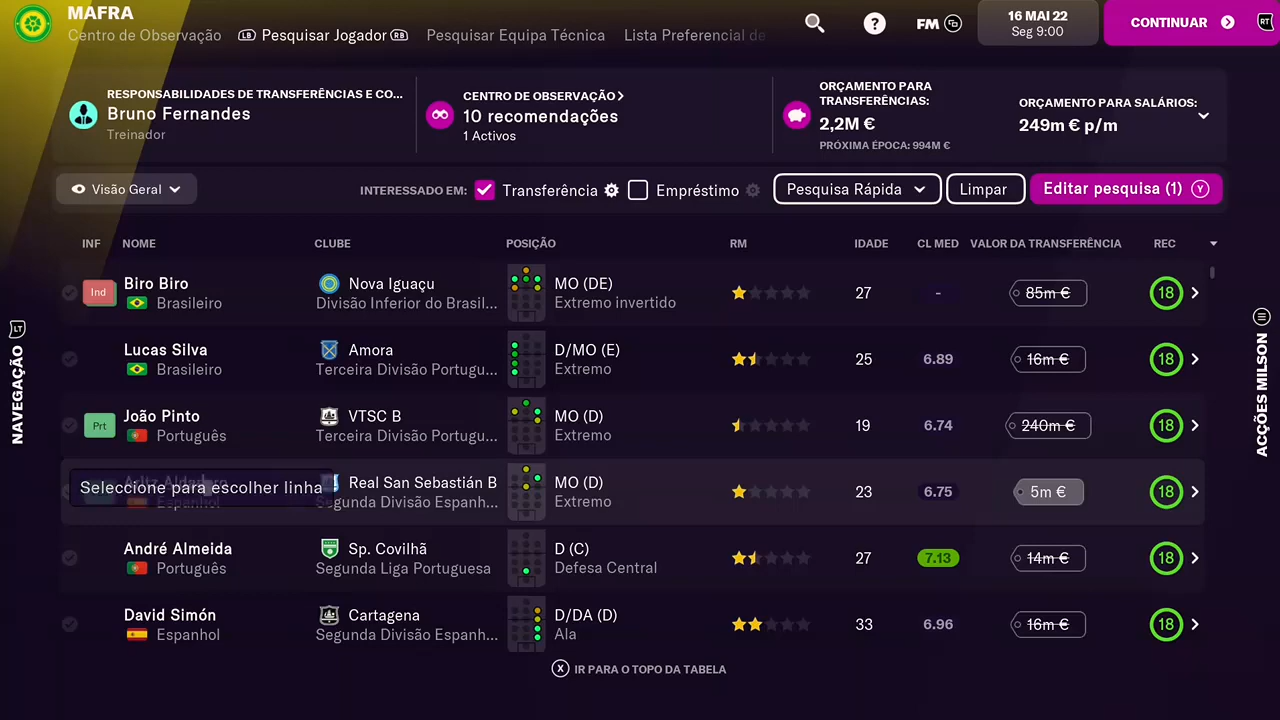 MAFRA
Centro de Observação
LB Pesquisar Jogador RB
Pesquisar Equipa Técnica
Lista Preferencial de
?
FM
16 MAI 22
Seg 9:00
CONTINUAR
RT
RESPONSABILIDADES DE TRANSFERÊNCIAS E CO...
Bruno Fernandes
Treinador
CENTRO DE OBSERVAÇÃO
10 recomendações
1 Activos
ORÇAMENTO PARA
TRANSFERÊNCIAS:
2,2M €
PRÓXIMA ÉPOCA: 994M €
ORÇAMENTO PARA SALÁRIOS:
249m € p/m
Visão Geral
INTERESSADO EM:
Transferência
Empréstimo
Pesquisa Rápida
Limpar
Editar pesquisa (1) Y
INF NOME CLUBE POSIÇÃO RM IDADE CL MED VALOR DA TRANSFERÊNCIA REC
Ind Biro Biro Nova Iguaçu MO (DE) 27 - 85m € 18
Brasileiro Divisão Inferior do Brasil... Extremo invertido
Lucas Silva Amora D/MO (E) 25 6.89 16m € 18
Brasileiro Terceira Divisão Portugu... Extremo
Prt João Pinto VTSC B MO (D) 19 6.74 240m € 18
Português Terceira Divisão Portugu... Extremo
Seleccione para escolher linha Real San Sebastián B MO (D) 23 6.75 5m € 18
Espanhol Segunda Divisão Espanh... Extremo
André Almeida Sp. Covilhã D (C) 27 7.13 14m € 18
Português Segunda Liga Portuguesa Defesa Central
David Simón Cartagena D/DA (D) 33 6.96 16m € 18
Espanhol Segunda Divisão Espanh... Ala
X IR PARA O TOPO DA TABELA
NAVEGAÇÃO LT
ACÇÕES MILSON